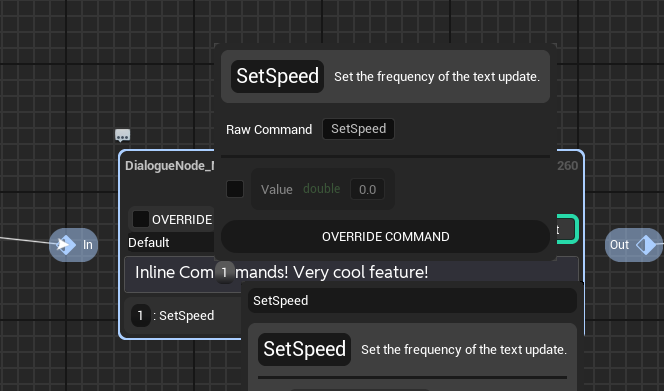 SetSpeed Set the frequency of the text update.
Raw Command SetSpeed
DialogueNode_ 260
Value double 0.0
OVERRIDE
OVERRIDE COMMAND
Default
In
Out
Inline Com 1 mands! Very cool feature!
SetSpeed
1 : SetSpeed
SetSpeed Set the frequency of the text update.